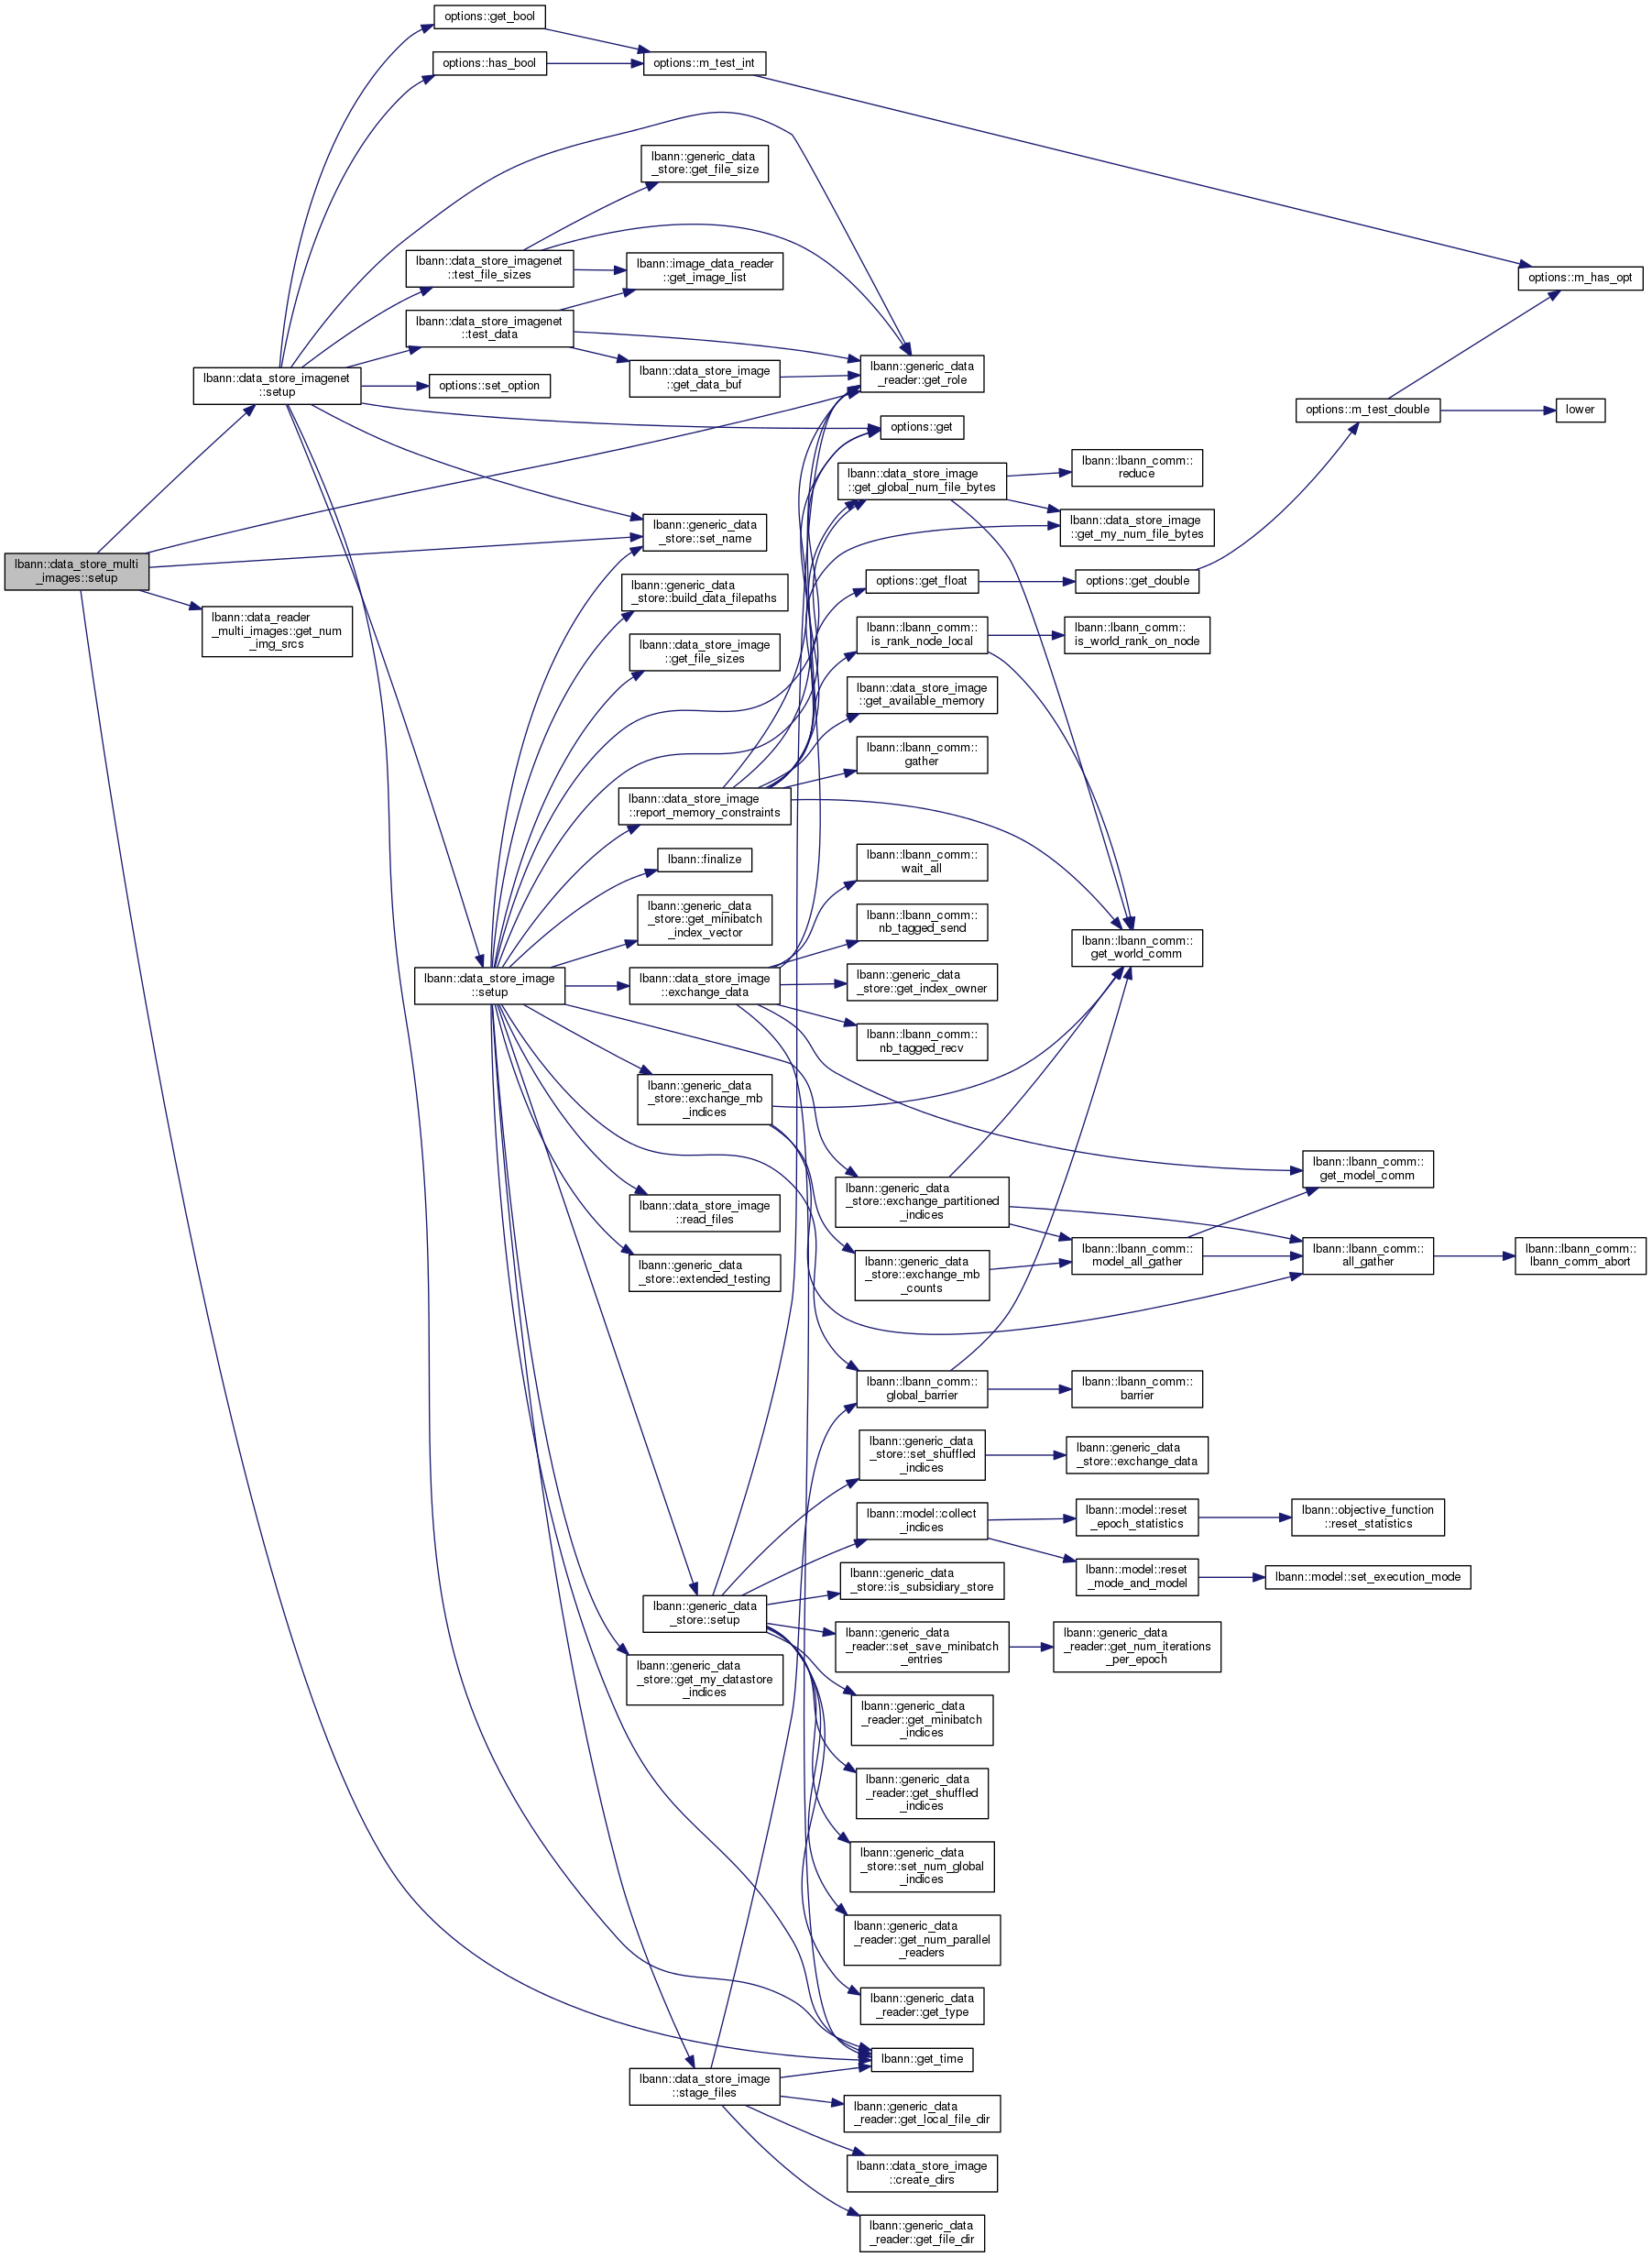 options::get_bool
options::has_bool
options::m_test_int
lbann::generic_data
_store::get_file_size
lbann::data_store_imagenet
::test_file_sizes
lbann::image_data_reader
::get_image_list
options::m_has_opt
lbann::data_store_imagenet
::test_data
lbann::data_store_imagenet
::setup
options::set_option
lbann::data_store_image
::get_data_buf
lbann::generic_data
_reader::get_role
options::m_test_double
lower
options::get
lbann::data_store_image
::get_global_num_file_bytes
lbann::lbann_comm::
reduce
lbann::generic_data
_store::set_name
lbann::data_store_image
::get_my_num_file_bytes
lbann::data_store_multi
_images::setup
lbann::data_reader
_multi_images::get_num
_img_srcs
lbann::generic_data
_store::build_data_filepaths
options::get_float
options::get_double
lbann::data_store_image
::get_file_sizes
lbann::lbann_comm::
is_rank_node_local
lbann::lbann_comm::
is_world_rank_on_node
lbann::data_store_image
::get_available_memory
lbann::lbann_comm::
gather
lbann::data_store_image
::report_memory_constraints
lbann::finalize
lbann::lbann_comm::
wait_all
lbann::generic_data
_store::get_minibatch
_index_vector
lbann::lbann_comm::
nb_tagged_send
lbann::lbann_comm::
get_world_comm
lbann::data_store_image
::setup
lbann::data_store_image
::exchange_data
lbann::generic_data
_store::get_index_owner
lbann::lbann_comm::
nb_tagged_recv
lbann::generic_data
_store::exchange_mb
_indices
lbann::lbann_comm::
get_model_comm
lbann::data_store_image
::read_files
lbann::generic_data
_store::exchange_partitioned
_indices
lbann::generic_data
_store::extended_testing
lbann::generic_data
_store::exchange_mb
_counts
lbann::lbann_comm::
model_all_gather
lbann::lbann_comm::
all_gather
lbann::lbann_comm::
lbann_comm_abort
lbann::lbann_comm::
global_barrier
lbann::lbann_comm::
barrier
lbann::generic_data
_store::set_shuffled
_indices
lbann::generic_data
_store::exchange_data
lbann::model::collect
_indices
lbann::model::reset
_epoch_statistics
lbann::objective_function
::reset_statistics
lbann::model::reset
_mode_and_model
lbann::model::set_execution_mode
lbann::generic_data
_store::is_subsidiary_store
lbann::generic_data
_store::setup
lbann::generic_data
_reader::set_save_minibatch
_entries
lbann::generic_data
_reader::get_num_iterations
_per_epoch
lbann::generic_data
_store::get_my_datastore
_indices
lbann::generic_data
_reader::get_minibatch
_indices
lbann::generic_data
_reader::get_shuffled
_indices
lbann::generic_data
_store::set_num_global
_indices
lbann::generic_data
_reader::get_num_parallel
_readers
lbann::generic_data
_reader::get_type
lbann::get_time
lbann::data_store_image
::stage_files
lbann::generic_data
_reader::get_local_file_dir
lbann::data_store_image
::create_dirs
lbann::generic_data
_reader::get_file_dir